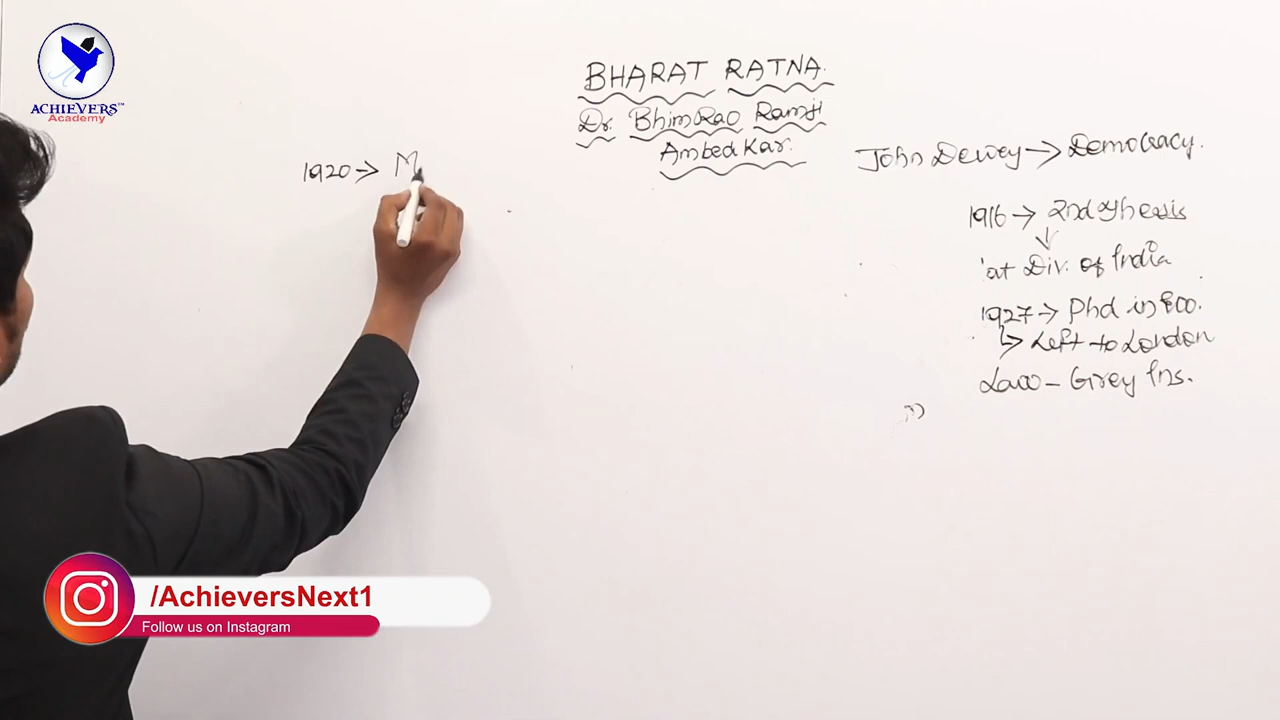 ACHIEVERS™
Academy
BHARAT RATNA.
Dr. BhimRao Ramji
Ambedkar.
1920 → M
John Dewey → Democracy.
1916 → 2nd thesis
at Div. of India
1927 → Phd in Eco.
↳ Left to London
Law - Grey Ins.
/AchieversNext1
Follow us on Instagram